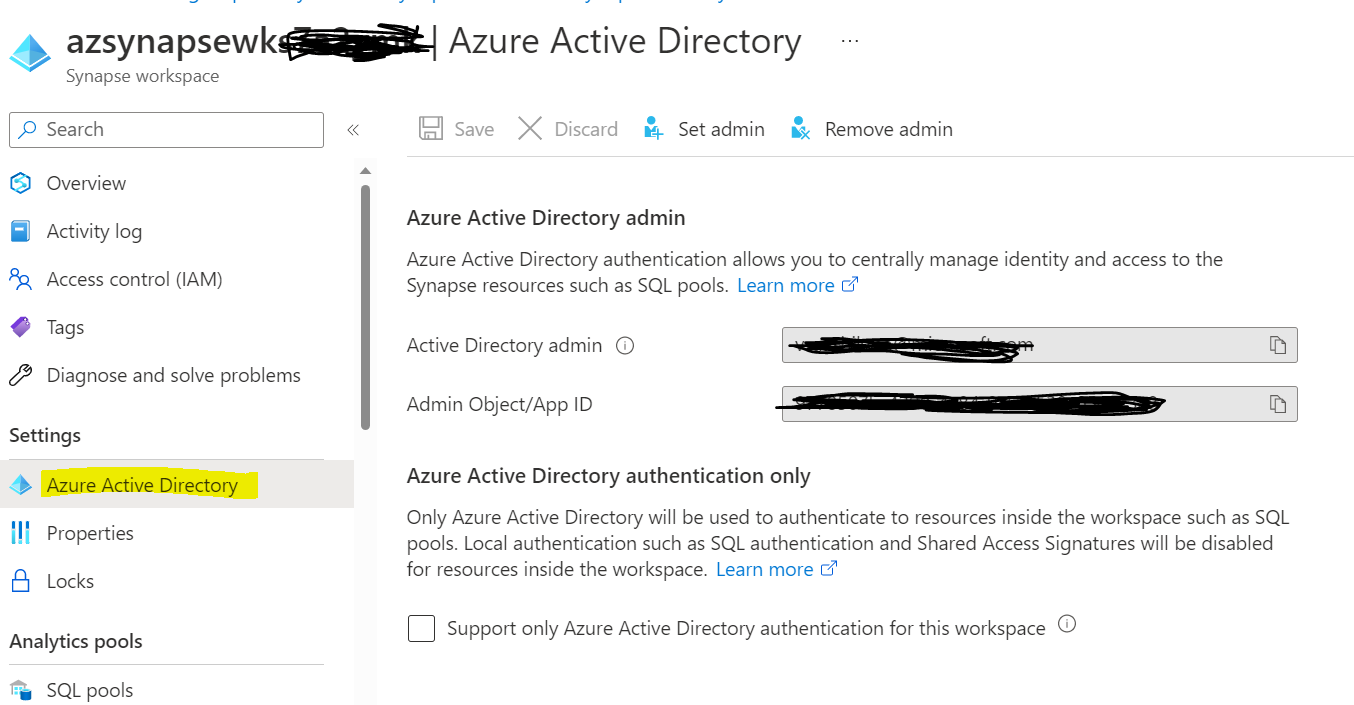 azsynapsewks | Azure Active Directory ...
Synapse workspace
Search «
Save Discard Set admin Remove admin
Overview
Activity log
Access control (IAM)
Tags
Diagnose and solve problems
Settings
Azure Active Directory
Properties
Locks
Analytics pools
SQL pools
Azure Active Directory admin
Azure Active Directory authentication allows you to centrally manage identity and access to the
Synapse resources such as SQL pools. Learn more
Active Directory admin
Admin Object/App ID
Azure Active Directory authentication only
Only Azure Active Directory will be used to authenticate to resources inside the workspace such as SQL
pools. Local authentication such as SQL authentication and Shared Access Signatures will be disabled
for resources inside the workspace. Learn more
Support only Azure Active Directory authentication for this workspace